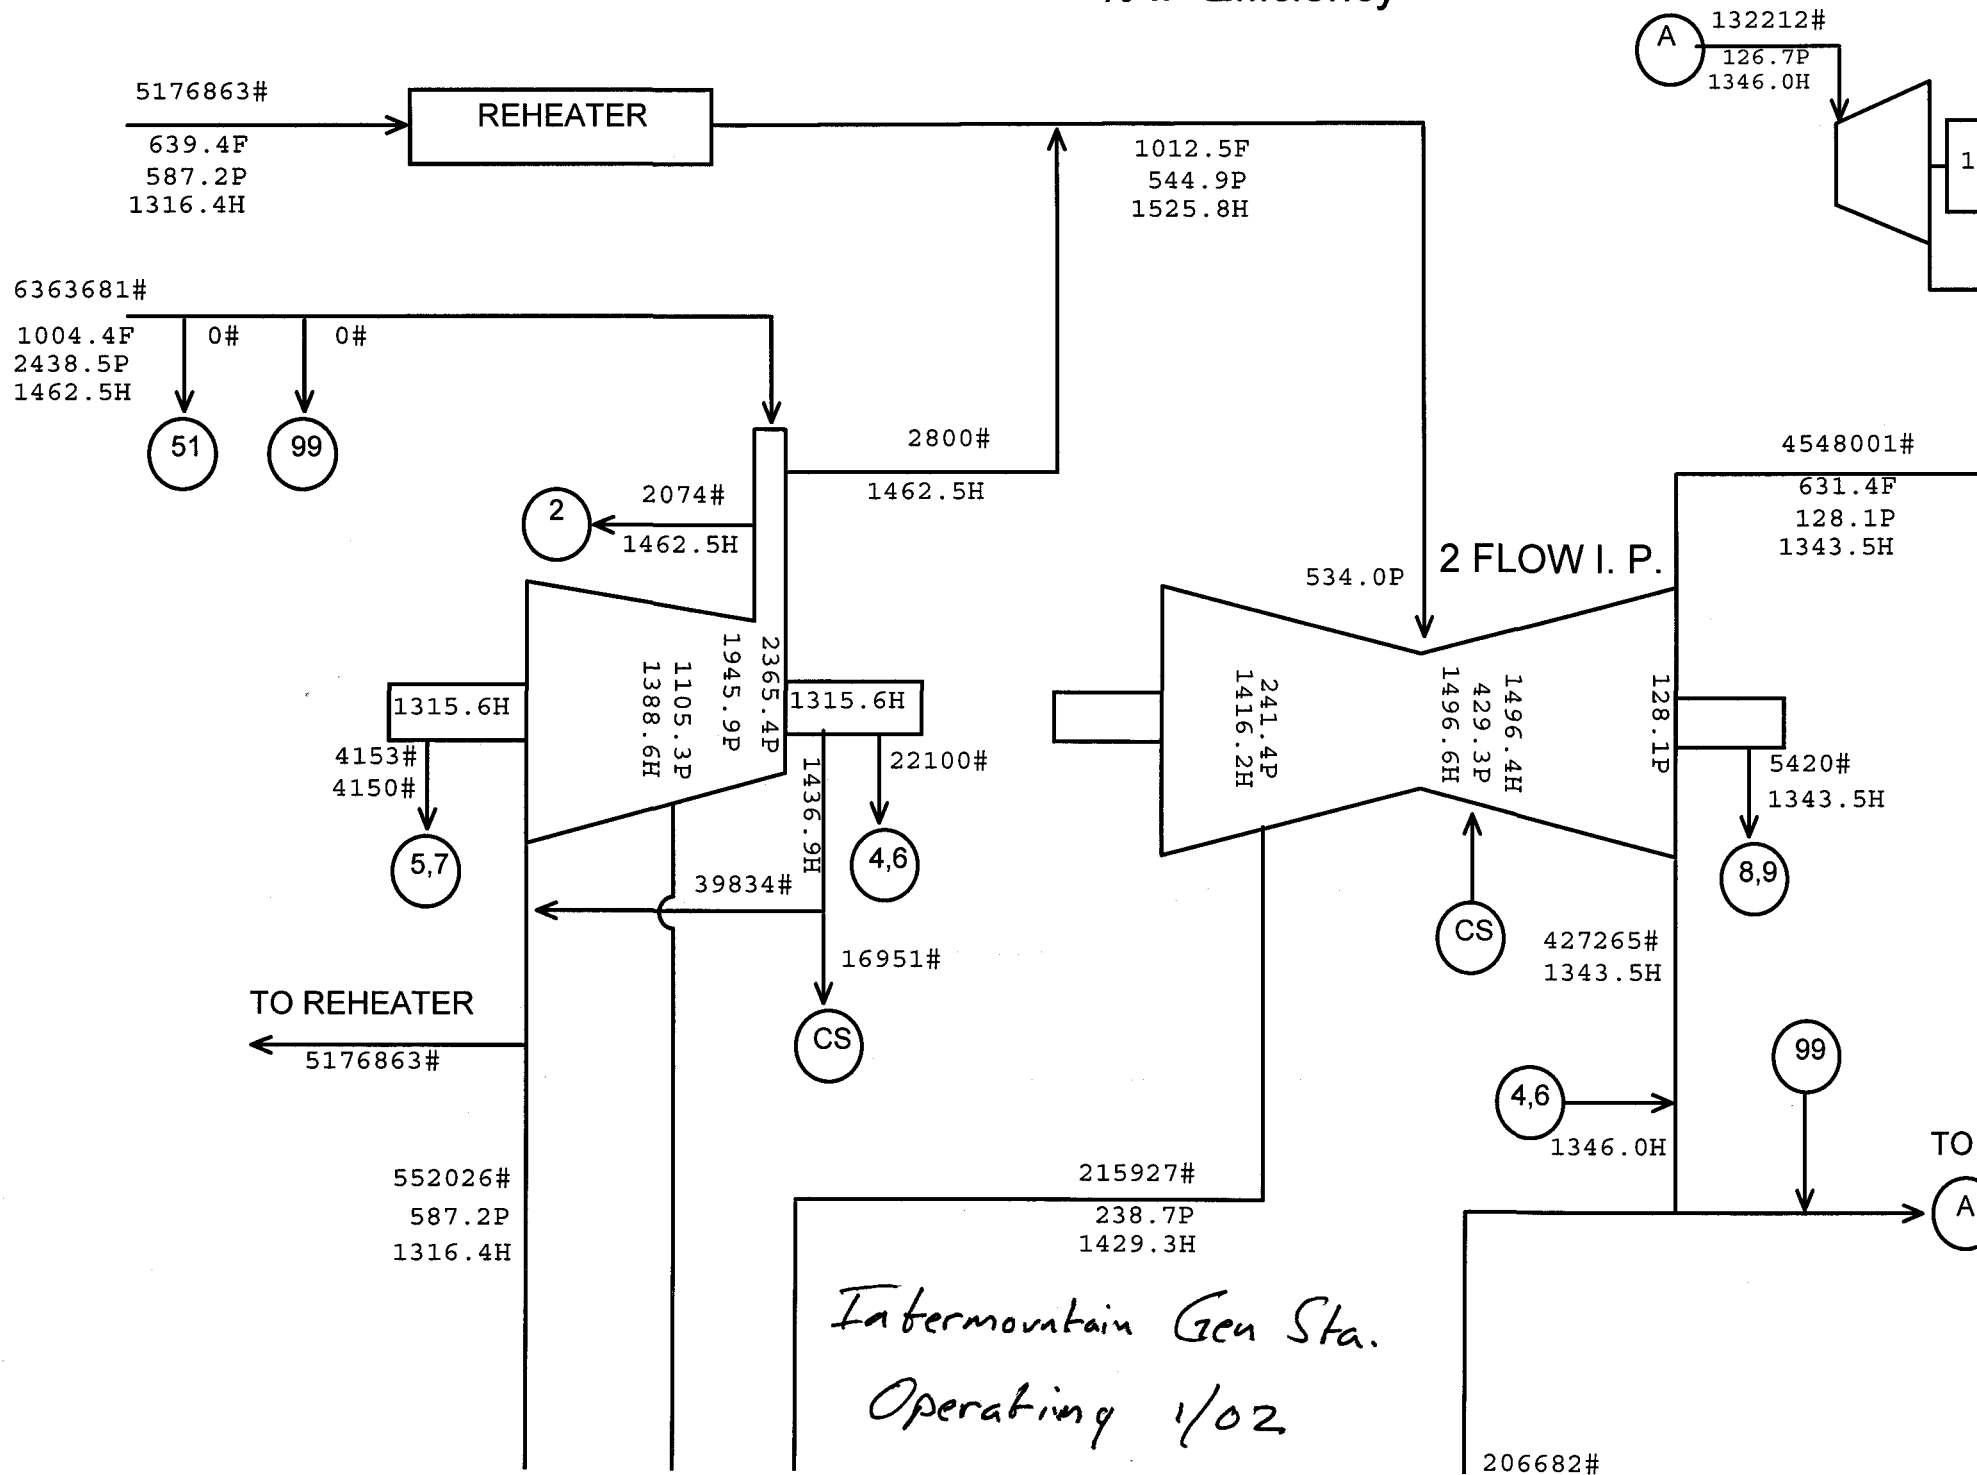 132212#
A
126.7P
1346.0H
5176863#
REHEATER
639.4F
587.2P
1316.4H
1012.5F
544.9P
1525.8H
1
6363681#
1004.4F
0#
0#
2438.5P
1462.5H
51
99
2800#
1462.5H
4548001#
631.4F
128.1P
1343.5H
2
2074#
1462.5H
2 FLOW I. P.
534.0P
1315.6H
1388.6H
1105.3P
1945.9P
2365.4P
1315.6H
1416.2H
241.4P
1496.6H
429.3P
1496.4H
128.1P
4153#
4150#
1436.9H
22100#
5420#
1343.5H
5,7
4,6
8,9
39834#
CS
427265#
1343.5H
16951#
TO REHEATER
5176863#
CS
99
4,6
1346.0H
TO
A
552026#
587.2P
1316.4H
215927#
238.7P
1429.3H
Intermountain Gen Sta.
Operating 1/02
206682#